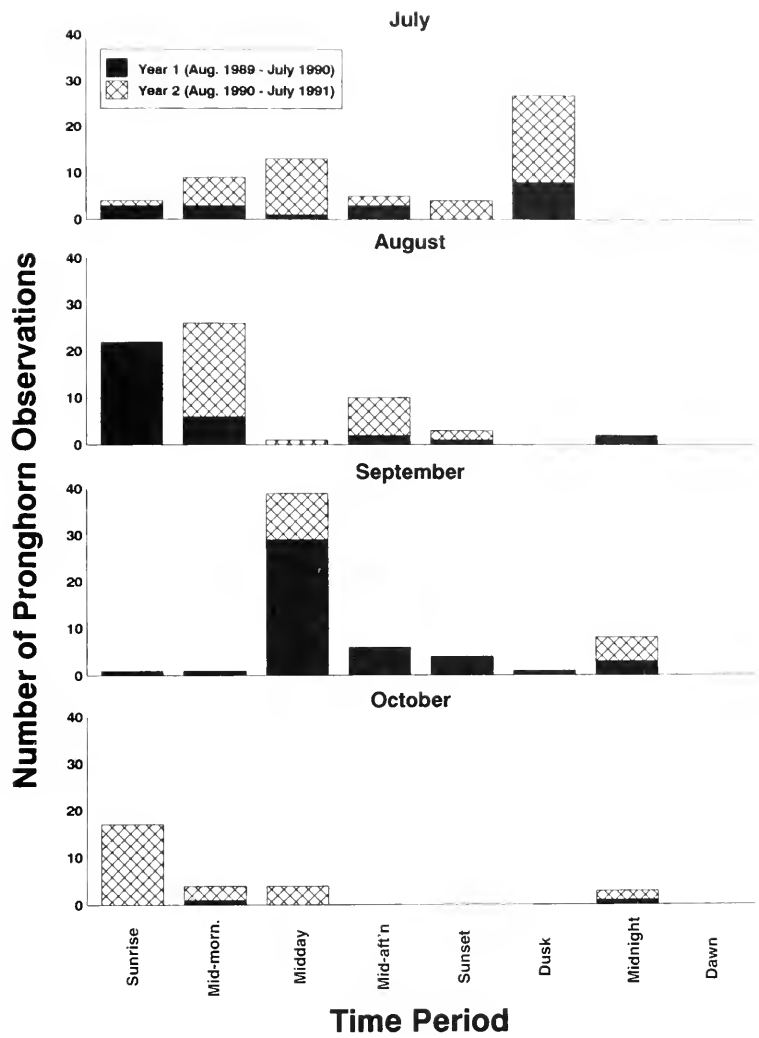 July
40
30
20
10
0
Year 1 (Aug. 1989 - July 1990)
Year 2 (Aug. 1990 - July 1991)
August
40
30
20
10
0
September
40
30
20
10
0
October
40
30
20
10
0
Number of Pronghorn Observations
Sunrise
Mid-morn.
Midday
Mid-aft'n
Sunset
Dusk
Midnight
Dawn
Time Period